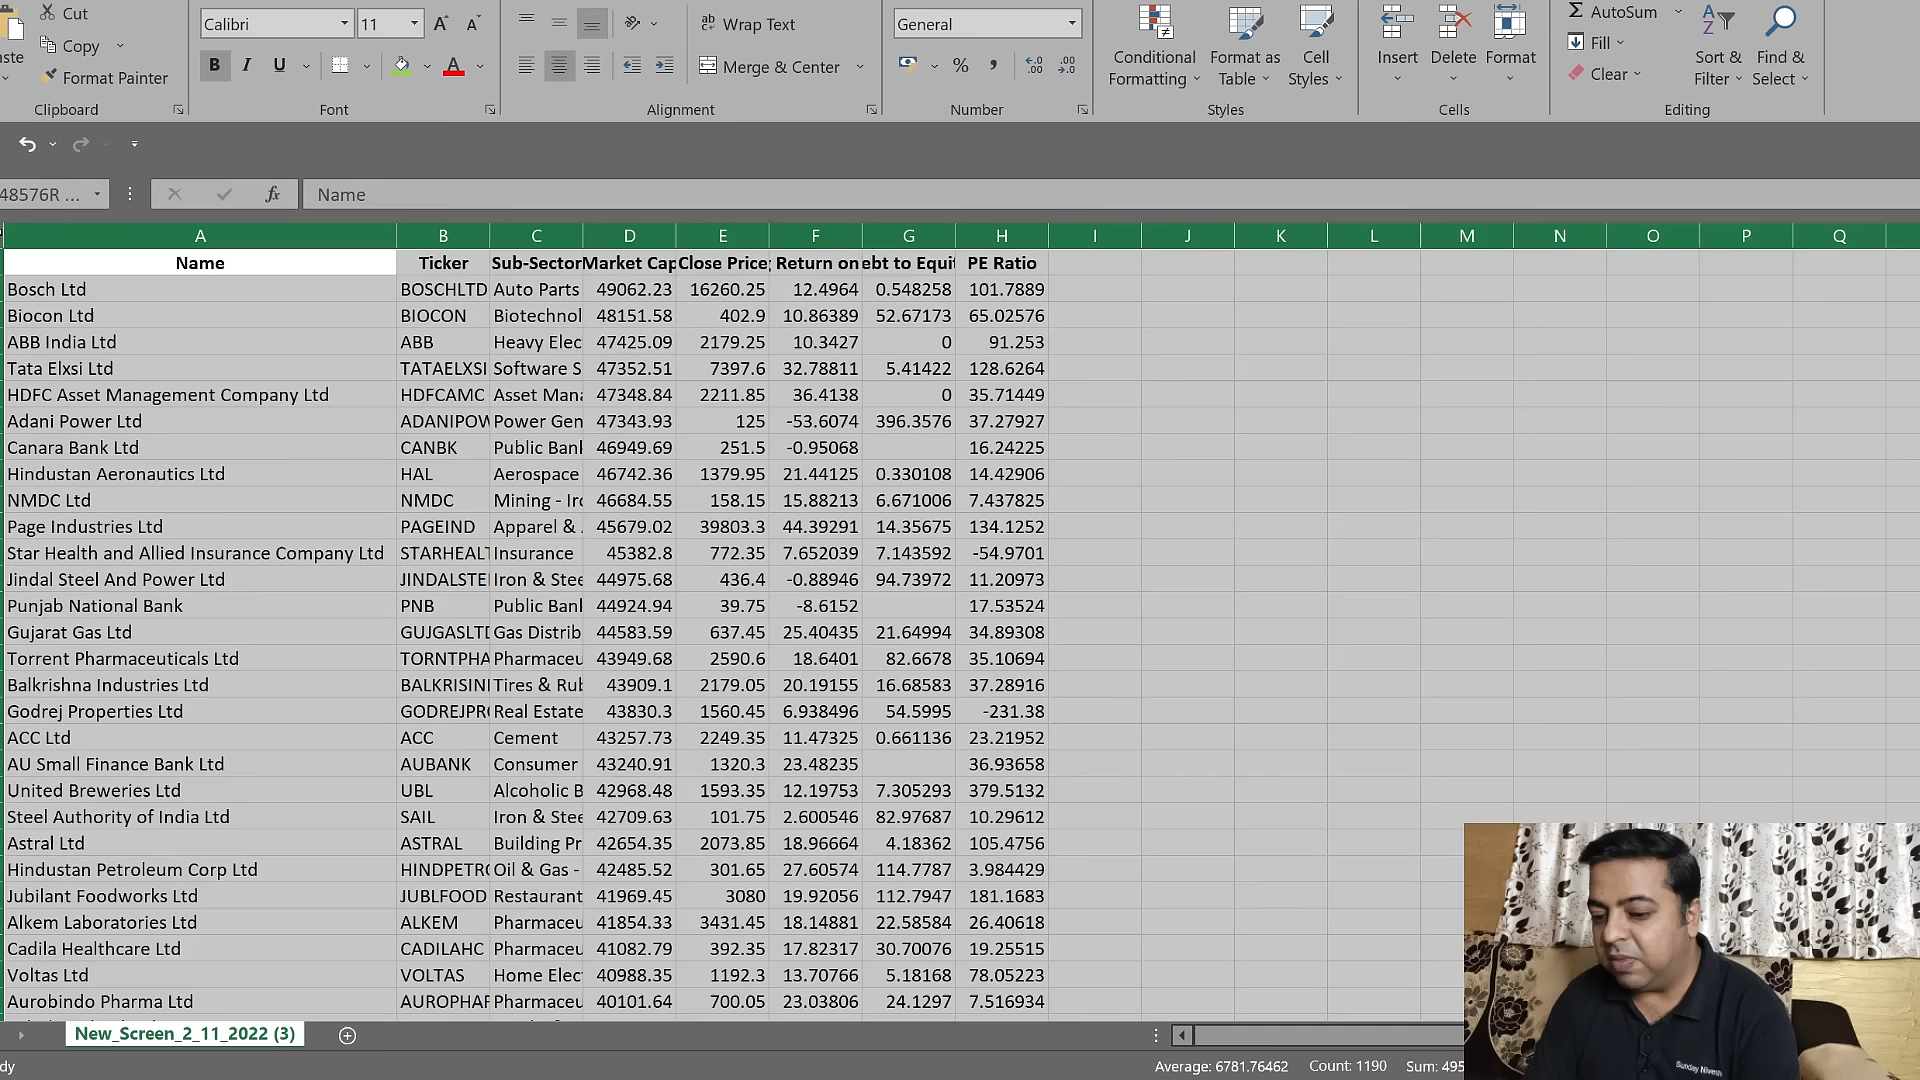 Cut
Calibri 11 A A ab Wrap Text General Σ AutoSum
Copy Conditional Format as Cell Insert Delete Format Fill Sort & Find &
Format Painter B I U A Merge & Center % , Formatting Table Styles Clear Filter Select
Clipboard Font Alignment Number Styles Cells Editing
48576R ... fx Name
A B C D E F G H I J K L M N O P Q
Name Ticker Sub-Sector Market Cap Close Price Return on ebt to Equit PE Ratio
Bosch Ltd BOSCHLTD Auto Parts 49062.23 16260.25 12.4964 0.548258 101.7889
Biocon Ltd BIOCON Biotechnol 48151.58 402.9 10.86389 52.67173 65.02576
ABB India Ltd ABB Heavy Elec 47425.09 2179.25 10.3427 0 91.253
Tata Elxsi Ltd TATAELXSI Software S 47352.51 7397.6 32.78811 5.41422 128.6264
HDFC Asset Management Company Ltd HDFCAMC Asset Mana 47348.84 2211.85 36.4138 0 35.71449
Adani Power Ltd ADANIPOW Power Gen 47343.93 125 -53.6074 396.3576 37.27927
Canara Bank Ltd CANBK Public Bank 46949.69 251.5 -0.95068 16.24225
Hindustan Aeronautics Ltd HAL Aerospace 46742.36 1379.95 21.44125 0.330108 14.42906
NMDC Ltd NMDC Mining - Iro 46684.55 158.15 15.88213 6.671006 7.437825
Page Industries Ltd PAGEIND Apparel & 45679.02 39803.3 44.39291 14.35675 134.1252
Star Health and Allied Insurance Company Ltd STARHEALT Insurance 45382.8 772.35 7.652039 7.143592 -54.9701
Jindal Steel And Power Ltd JINDALSTE Iron & Stee 44975.68 436.4 -0.88946 94.73972 11.20973
Punjab National Bank PNB Public Bank 44924.94 39.75 -8.6152 17.53524
Gujarat Gas Ltd GUJGASLTD Gas Distrib 44583.59 637.45 25.40435 21.64994 34.89308
Torrent Pharmaceuticals Ltd TORNTPHA Pharmaceu 43949.68 2590.6 18.6401 82.6678 35.10694
Balkrishna Industries Ltd BALKRISIN Tires & Rub 43909.1 2179.05 20.19155 16.68583 37.28916
Godrej Properties Ltd GODREJPR Real Estate 43830.3 1560.45 6.938496 54.5995 -231.38
ACC Ltd ACC Cement 43257.73 2249.35 11.47325 0.661136 23.21952
AU Small Finance Bank Ltd AUBANK Consumer 43240.91 1320.3 23.48235 36.93658
United Breweries Ltd UBL Alcoholic B 42968.48 1593.35 12.19753 7.305293 379.5132
Steel Authority of India Ltd SAIL Iron & Stee 42709.63 101.75 2.600546 82.97687 10.29612
Astral Ltd ASTRAL Building Pr 42654.35 2073.85 18.96664 4.18362 105.4756
Hindustan Petroleum Corp Ltd HINDPETR Oil & Gas - 42485.52 301.65 27.60574 114.7787 3.984429
Jubilant Foodworks Ltd JUBLFOOD Restaurant 41969.45 3080 19.92056 112.7947 181.1683
Alkem Laboratories Ltd ALKEM Pharmaceu 41854.33 3431.45 18.14881 22.58584 26.40618
Cadila Healthcare Ltd CADILAHC Pharmaceu 41082.79 392.35 17.82317 30.70076 19.25515
Voltas Ltd VOLTAS Home Elec 40988.35 1192.3 13.70766 5.18168 78.05223
Aurobindo Pharma Ltd AUROPHAR Pharmaceu 40101.64 700.05 23.03806 24.1297 7.516934
New_Screen_2_11_2022 (3)
Average: 6781.76462 Count: 1190 Sum: 495
Sunday Nivesh